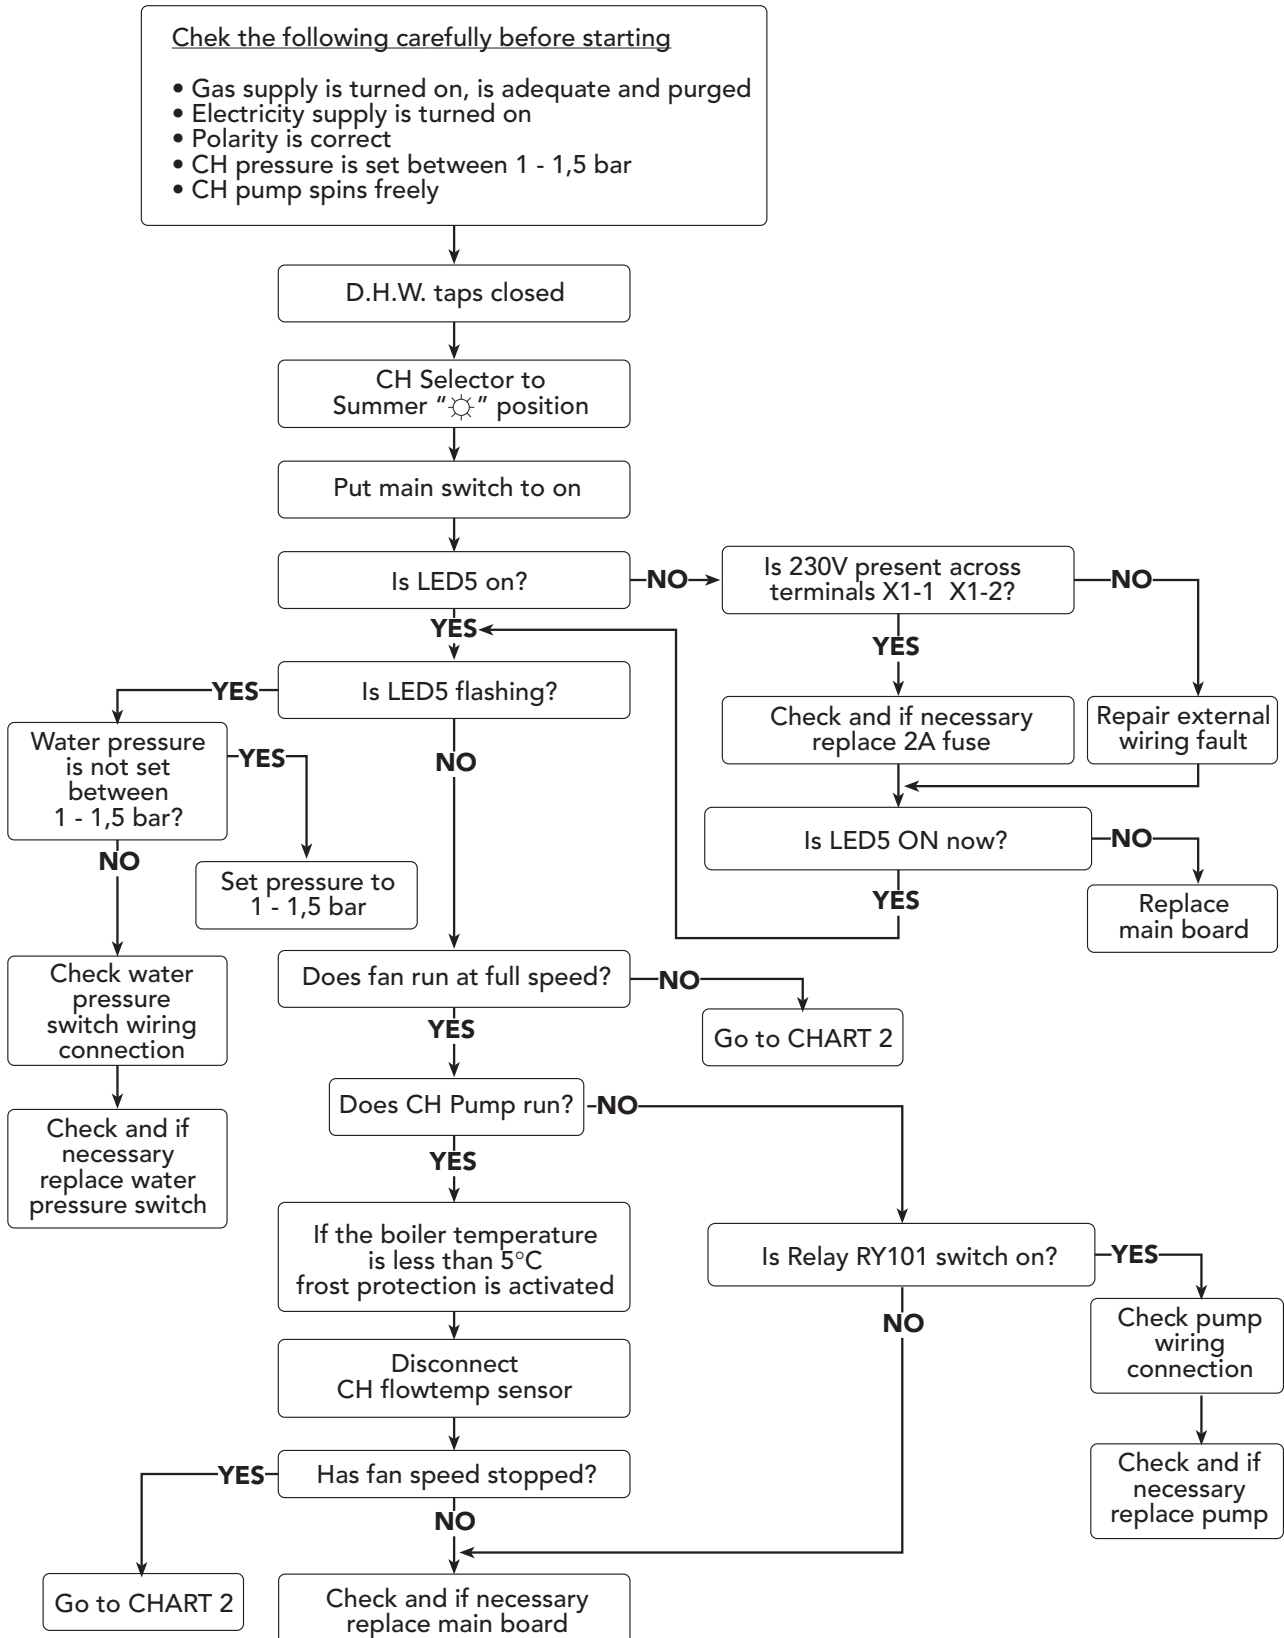 Chek the following carefully before starting
• Gas supply is turned on, is adequate and purged
• Electricity supply is turned on
• Polarity is correct
• CH pressure is set between 1 - 1,5 bar
• CH pump spins freely
D.H.W. taps closed
CH Selector to
Summer "☼" position
Put main switch to on
Is LED5 on?
NO
Is 230V present across
terminals X1-1 X1-2?
NO
YES
YES
Is LED5 flashing?
YES
Check and if necessary
replace 2A fuse
Repair external
wiring fault
Water pressure
is not set
between
1 - 1,5 bar?
YES
NO
Is LED5 ON now?
NO
NO
Set pressure to
1 - 1,5 bar
YES
Replace
main board
Check water
pressure
switch wiring
connection
Does fan run at full speed?
NO
Go to CHART 2
YES
Does CH Pump run?
NO
Check and if
necessary
replace water
pressure switch
YES
If the boiler temperature
is less than 5°C
frost protection is activated
Is Relay RY101 switch on?
YES
NO
Check pump
wiring
connection
Disconnect
CH flowtemp sensor
Has fan speed stopped?
YES
Check and if
necessary
replace pump
NO
Go to CHART 2
Check and if necessary
replace main board